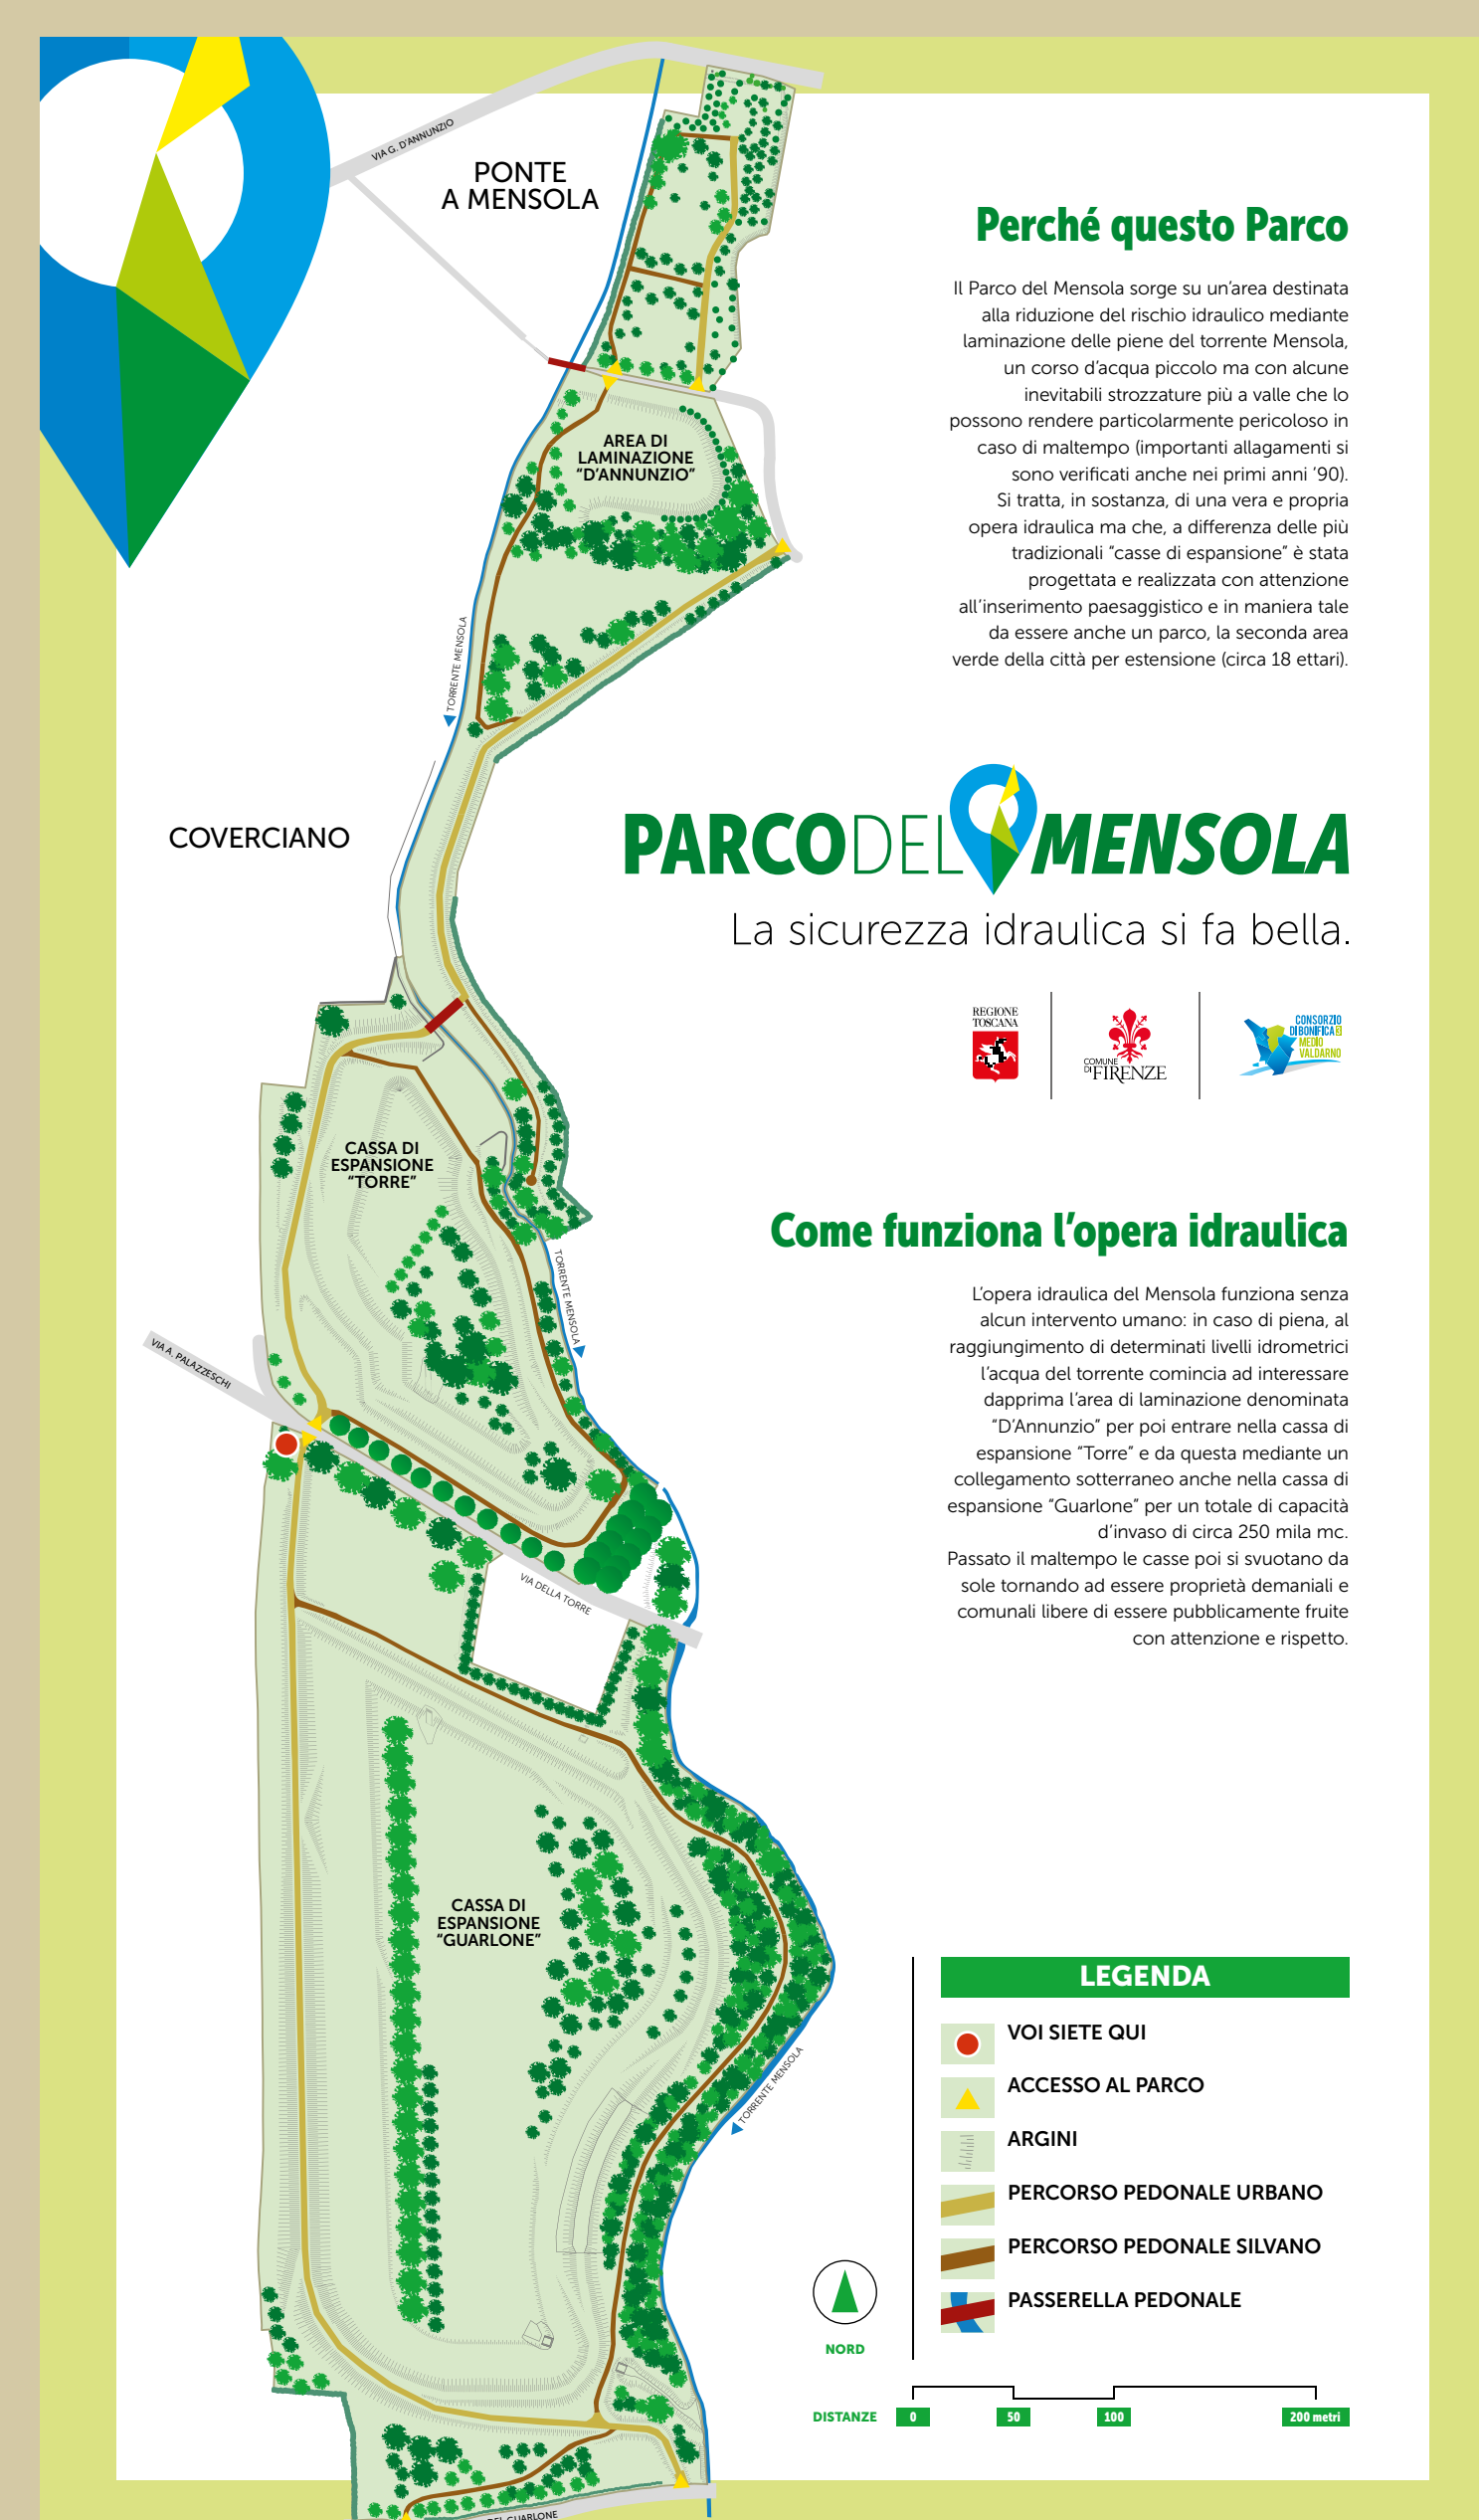 VIA G. D'ANNUNZIO
PONTE
A MENSOLA
Perché questo Parco
Il Parco del Mensola sorge su un'area destinata
alla riduzione del rischio idraulico mediante
laminazione delle piene del torrente Mensola,
un corso d'acqua piccolo ma con alcune
inevitabili strozzature più a valle che lo
possono rendere particolarmente pericoloso in
caso di maltempo (importanti allagamenti si
sono verificati anche nei primi anni '90).
Si tratta, in sostanza, di una vera e propria
opera idraulica ma che, a differenza delle più
tradizionali "casse di espansione" è stata
progettata e realizzata con attenzione
all'inserimento paesaggistico e in maniera tale
da essere anche un parco, la seconda area
verde della città per estensione (circa 18 ettari).
AREA DI
LAMINAZIONE
"D'ANNUNZIO"
TORRENTE MENSOLA
COVERCIANO
PARCODEL MENSOLA
La sicurezza idraulica si fa bella.
REGIONE
TOSCANA
COMUNE
DI FIRENZE
CONSORZIO
DI BONIFICA 3
MEDIO
VALDARNO
CASSA DI
ESPANSIONE
"TORRE"
TORRENTE MENSOLA
Come funziona l'opera idraulica
L'opera idraulica del Mensola funziona senza
alcun intervento umano: in caso di piena, al
raggiungimento di determinati livelli idrometrici
l'acqua del torrente comincia ad interessare
dapprima l'area di laminazione denominata
"D'Annunzio" per poi entrare nella cassa di
espansione "Torre" e da questa mediante un
collegamento sotterraneo anche nella cassa di
espansione "Guarlone" per un totale di capacità
d'invaso di circa 250 mila mc.
Passato il maltempo le casse poi si svuotano da
sole tornando ad essere proprietà demaniali e
comunali libere di essere pubblicamente fruite
con attenzione e rispetto.
VIA A. PALAZZESCHI
VIA DELLA TORRE
CASSA DI
ESPANSIONE
"GUARLONE"
TORRENTE MENSOLA
LEGENDA
VOI SIETE QUI
ACCESSO AL PARCO
ARGINI
PERCORSO PEDONALE URBANO
PERCORSO PEDONALE SILVANO
PASSERELLA PEDONALE
NORD
DISTANZE 0 50 100 200 metri
DEL GUARLONE